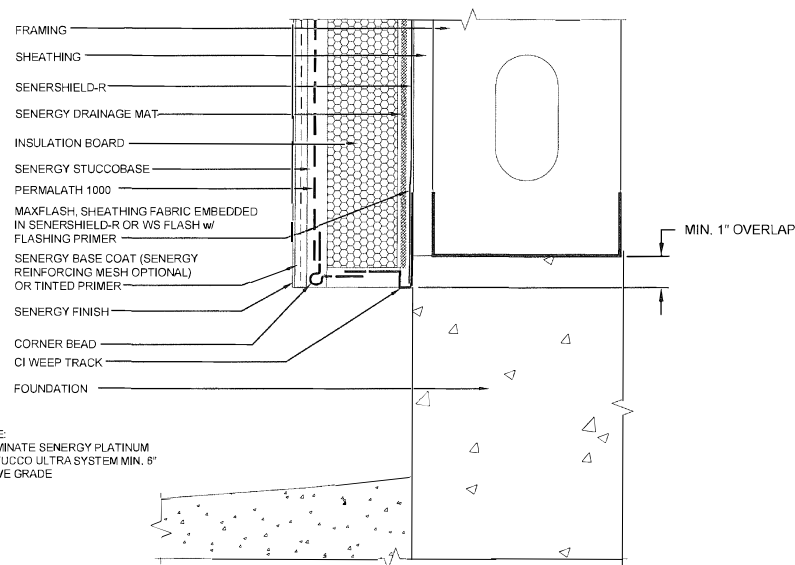 FRAMING
SHEATHING
SENERSHIELD-R
SENERGY DRAINAGE MAT
INSULATION BOARD
SENERGY STUCCOBASE
PERMALATH 1000
MAXFLASH, SHEATHING FABRIC EMBEDDED
IN SENERSHIELD-R OR WS FLASH w/
FLASHING PRIMER
SENERGY BASE COAT (SENERGY
REINFORCING MESH OPTIONAL)
OR TINTED PRIMER
SENERGY FINISH
CORNER BEAD
CI WEEP TRACK
FOUNDATION
MIN. 1" OVERLAP
E:
MINATE SENERGY PLATINUM
TUCCO ULTRA SYSTEM MIN. 6"
VE GRADE